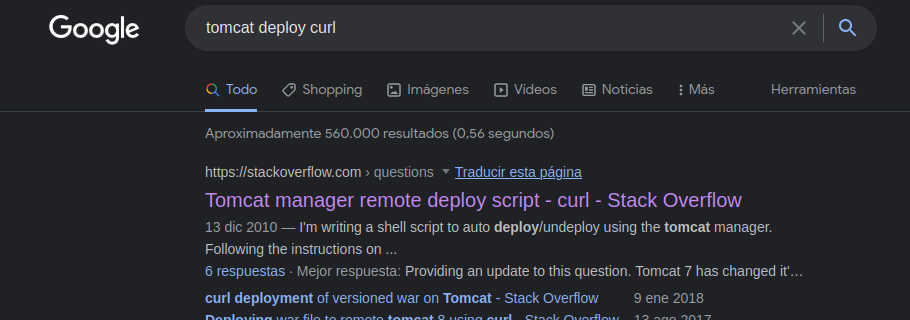 Google
tomcat deploy curl
Todo Shopping Imágenes Videos Noticias Más Herramientas
Aproximadamente 560.000 resultados (0,56 segundos)
https://stackoverflow.com › questions Traducir esta página
Tomcat manager remote deploy script - curl - Stack Overflow
13 dic 2010 — I'm writing a shell script to auto deploy/undeploy using the tomcat manager.
Following the instructions on ...
6 respuestas · Mejor respuesta: Providing an update to this question. Tomcat 7 has changed it'…
curl deployment of versioned war on Tomcat - Stack Overflow 9 ene 2018
Deploying war file to remote tomcat 8 using curl - Stack Overflow 13 ago 2017